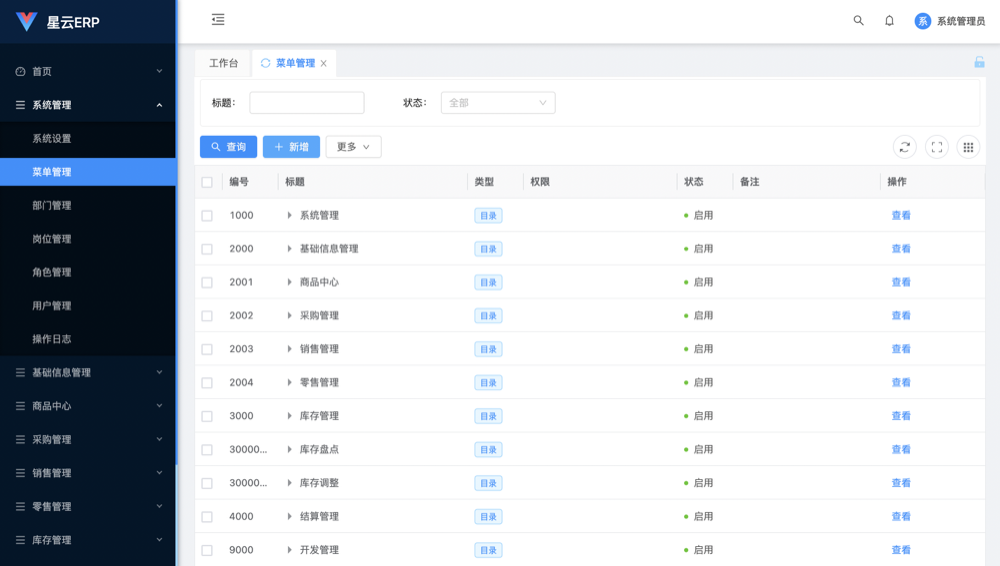 星云ERP
系 系统管理员
首页
系统管理
系统设置
菜单管理
部门管理
岗位管理
角色管理
用户管理
操作日志
基础信息管理
商品中心
采购管理
销售管理
零售管理
库存管理
工作台 菜单管理
标题: 状态: 全部
查询 新增 更多
编号 标题 类型 权限 状态 备注 操作
1000 系统管理 目录 启用 查看
2000 基础信息管理 目录 启用 查看
2001 商品中心 目录 启用 查看
2002 采购管理 目录 启用 查看
2003 销售管理 目录 启用 查看
2004 零售管理 目录 启用 查看
3000 库存管理 目录 启用 查看
30000... 库存盘点 目录 启用 查看
30000... 库存调整 目录 启用 查看
4000 结算管理 目录 启用 查看
9000 开发管理 目录 启用 查看